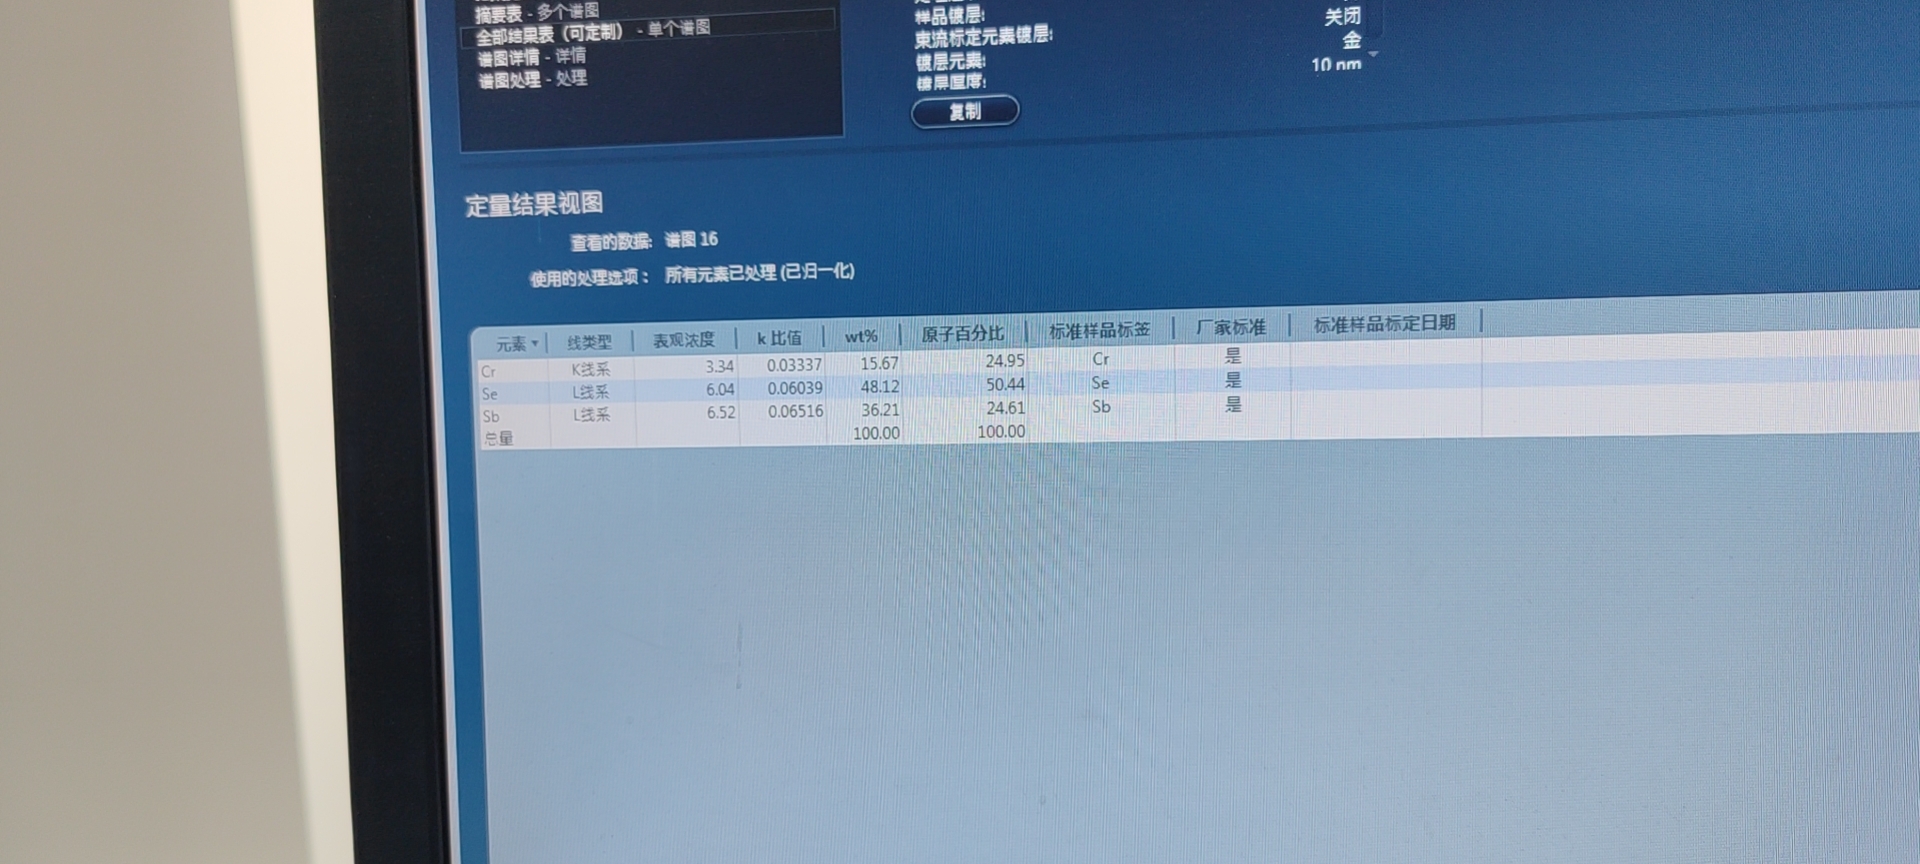 摘要表 - 多个谱图
全部结果表（可定制） - 单个谱图
谱图详情 - 详情
谱图处理 - 处理
样品镀层:
关闭
束流标定元素镀层:
金
镀层元素:
10 nm
镀层厚度:
复制
定量结果视图
查看的数据: 谱图 16
使用的处理选项： 所有元素已处理 (已归一化)
元素 线类型 表观浓度 k 比值 wt% 原子百分比 标准样品标签 厂家标准 标准样品标定日期
Cr K线系 3.34 0.03337 15.67 24.95 Cr 是
Se L线系 6.04 0.06039 48.12 50.44 Se 是
Sb L线系 6.52 0.06516 36.21 24.61 Sb 是
总量 100.00 100.00